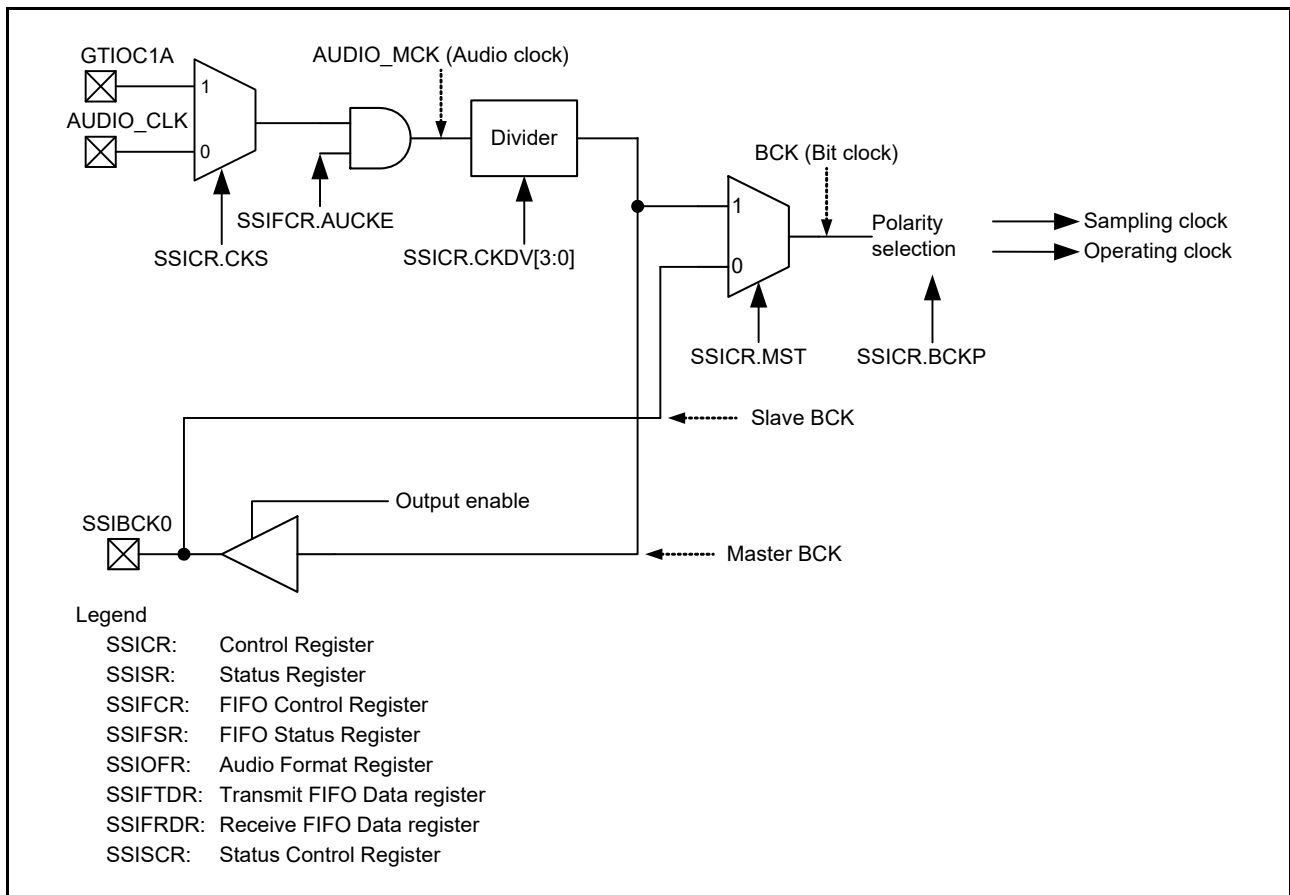 GTIOC1A
AUDIO_MCK (Audio clock)
1
AUDIO_CLK
0
Divider
BCK (Bit clock)
SSIFCR.AUCKE
SSICR.CKS
SSICR.CKDV[3:0]
1
0
Polarity
selection
Sampling clock
Operating clock
SSICR.MST
SSICR.BCKP
Slave BCK
Output enable
SSIBCK0
Master BCK
Legend
SSICR: Control Register
SSISR: Status Register
SSIFCR: FIFO Control Register
SSIFSR: FIFO Status Register
SSIOFR: Audio Format Register
SSIFTDR: Transmit FIFO Data register
SSIFRDR: Receive FIFO Data register
SSISCR: Status Control Register